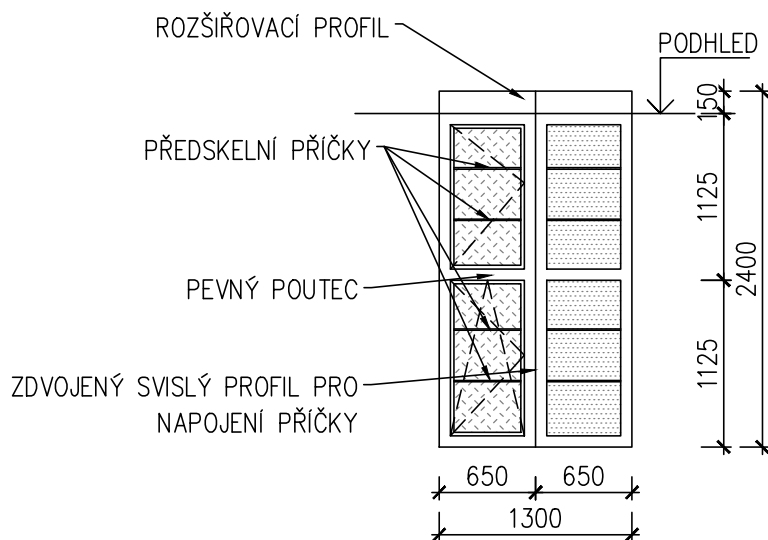 ROZŠIŘOVACÍ PROFIL
PODHLED
150
PŘEDSKELNÍ PŘÍČKY
1125
2400
PEVNÝ POUTEC
1125
ZDVOJENÝ SVISLÝ PROFIL PRO
NAPOJENÍ PŘÍČKY
650
650
1300